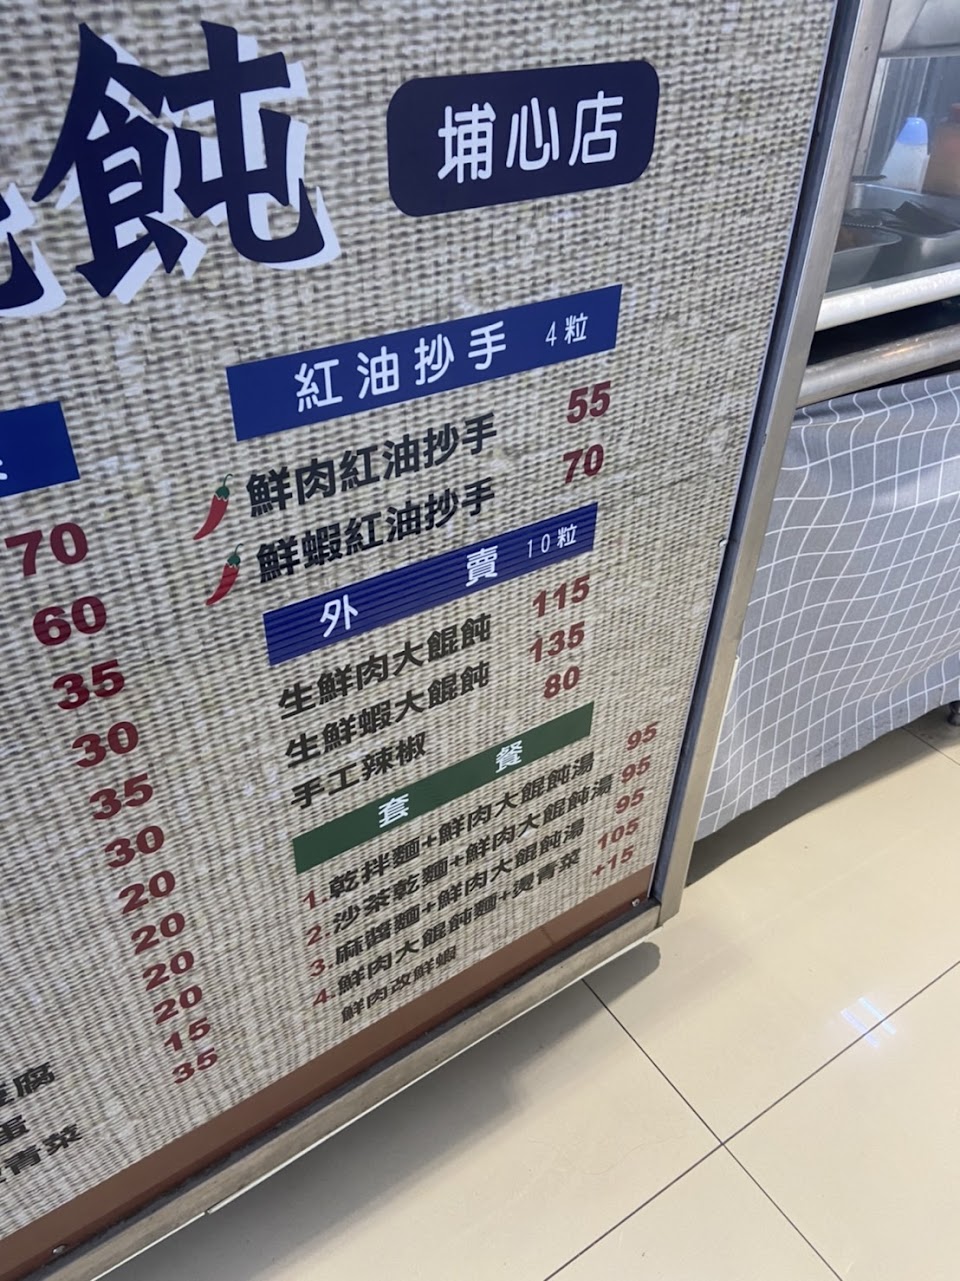 飩 埔心店
紅油抄手 4粒
鮮肉紅油抄手 55
鮮蝦紅油抄手 70
外賣 10粒
生鮮肉大餛飩 115
生鮮蝦大餛飩 135
手工辣椒 80
套餐
1.乾拌麵+鮮肉大餛飩湯 95
2.沙茶乾麵+鮮肉大餛飩湯 95
3.麻醬麵+鮮肉大餛飩湯 95
4.鮮肉大餛飩麵+燙青菜 105
鮮肉改鮮蝦 +15
70
60
35
30
35
30
20
20
20
20
腐 15
蛋 35
青菜